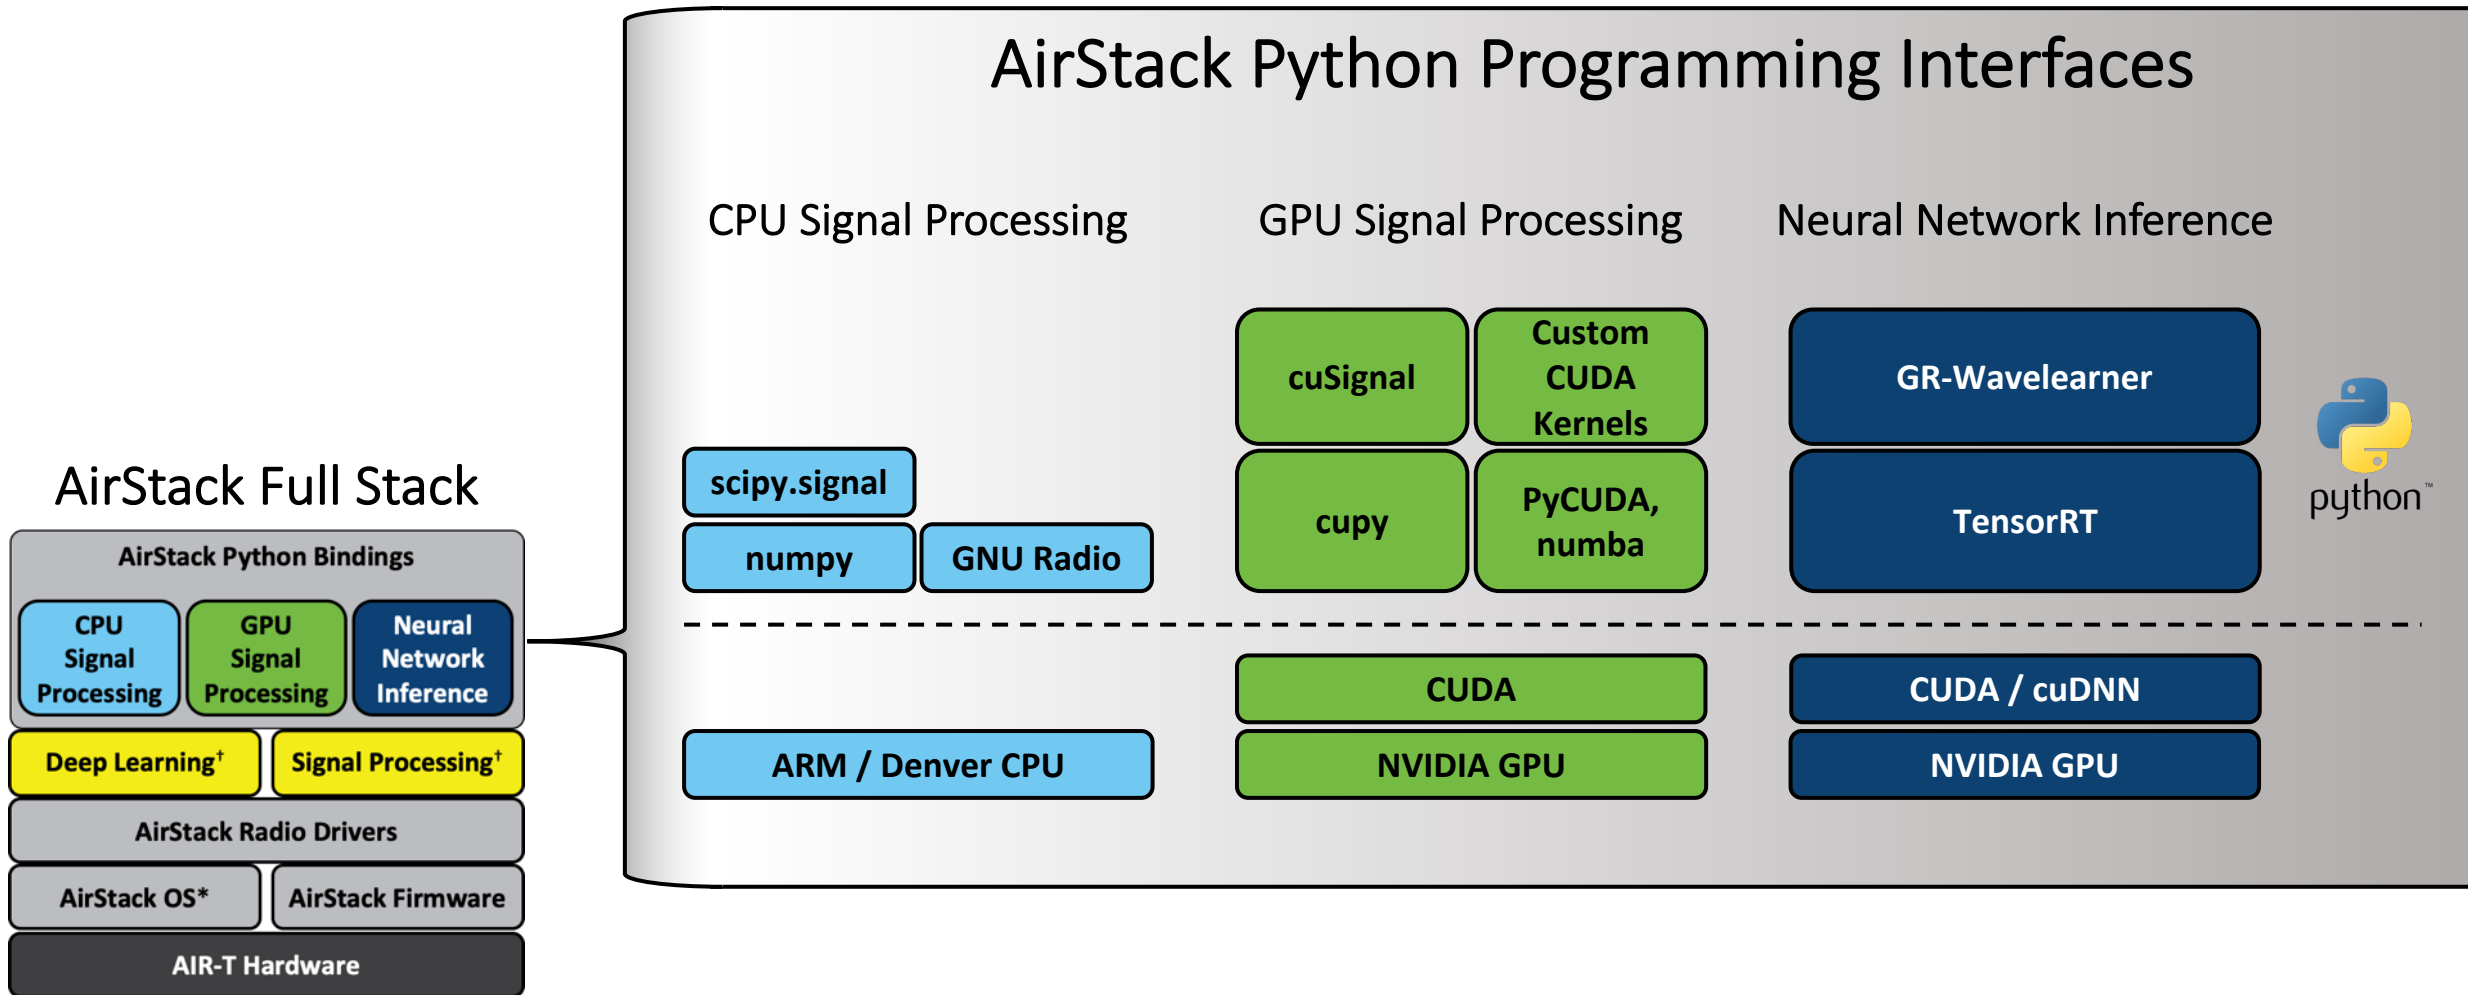 AirStack Python Programming Interfaces
CPU Signal Processing
GPU Signal Processing
Neural Network Inference
cuSignal
Custom
CUDA
Kernels
GR-Wavelearner
scipy.signal
numpy
GNU Radio
cupy
PyCUDA,
numba
TensorRT
python™
CUDA
CUDA / cuDNN
ARM / Denver CPU
NVIDIA GPU
NVIDIA GPU
AirStack Full Stack
AirStack Python Bindings
CPU
Signal
Processing
GPU
Signal
Processing
Neural
Network
Inference
Deep Learning†
Signal Processing†
AirStack Radio Drivers
AirStack OS*
AirStack Firmware
AIR-T Hardware